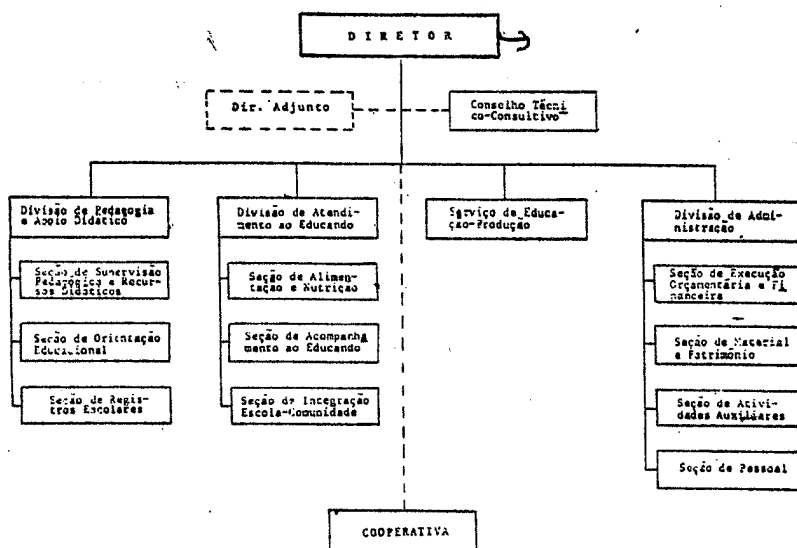 D I R E T O R
Dir. Adjunto
Conselho Técni
co-Consultivo
Divisão de Pedagogia
e Apoio Didático
Divisão de Atendi-
mento ao Educando
Serviço de Educa-
ção-Produção
Divisão de Admi-
nistração
Seção de Supervisão
Pedagógica e Recur-
sos Didáticos
Seção de Alimen-
tação e Nutrição
Seção de Execução
Orçamentária e Fi
nanceira
Seção de Orientação
Educacional
Seção de Acompanha
mento ao Educando
Seção de Material
e Patrimônio
Seção de Regis-
tros Escolares
Seção de Integração
Escola-Comunidade
Seção de Ativi-
dades Auxiliares
Seção de Pessoal
COOPERATIVA